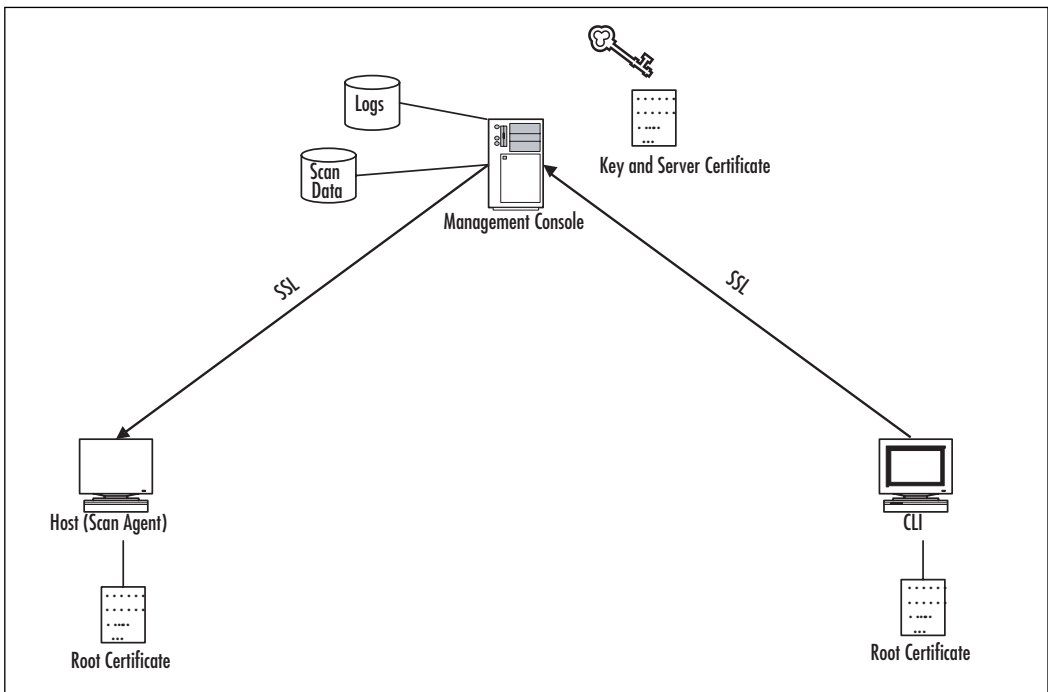 Logs
Scan
Data
Key and Server Certificate
Management Console
SSL
SSL
Host (Scan Agent)
CLI
Root Certificate
Root Certificate